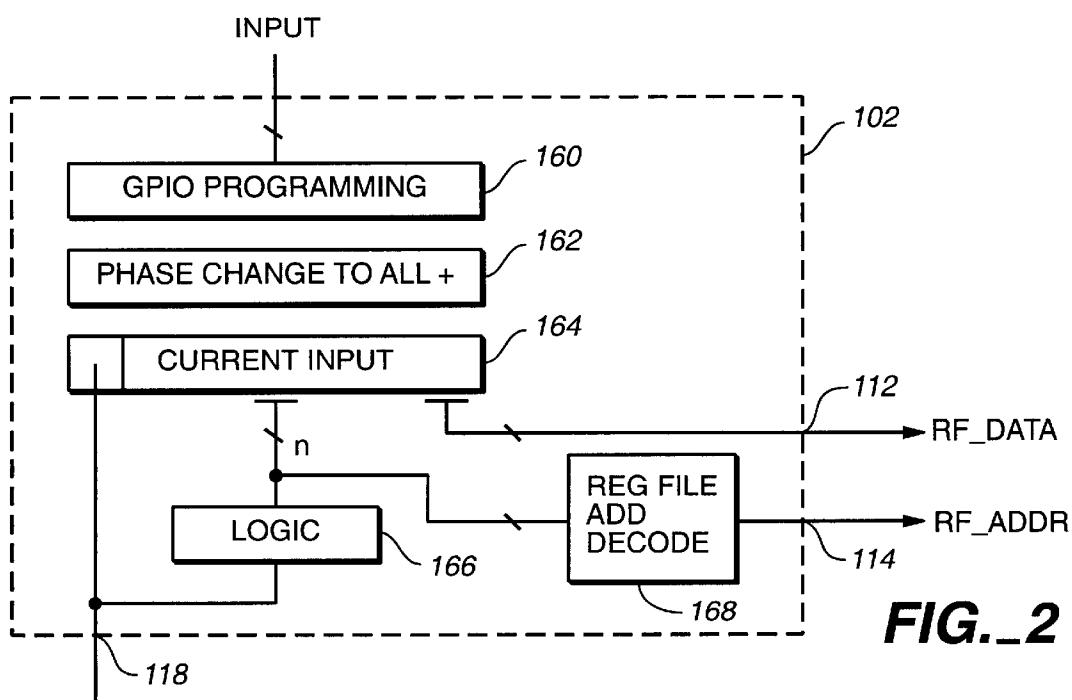 INPUT
102
160
GPIO PROGRAMMING
162
PHASE CHANGE TO ALL +
164
CURRENT INPUT
112
RF_DATA
n
REG FILE
ADD
DECODE
LOGIC
166
RF_ADDR
114
168
118
FIG._2